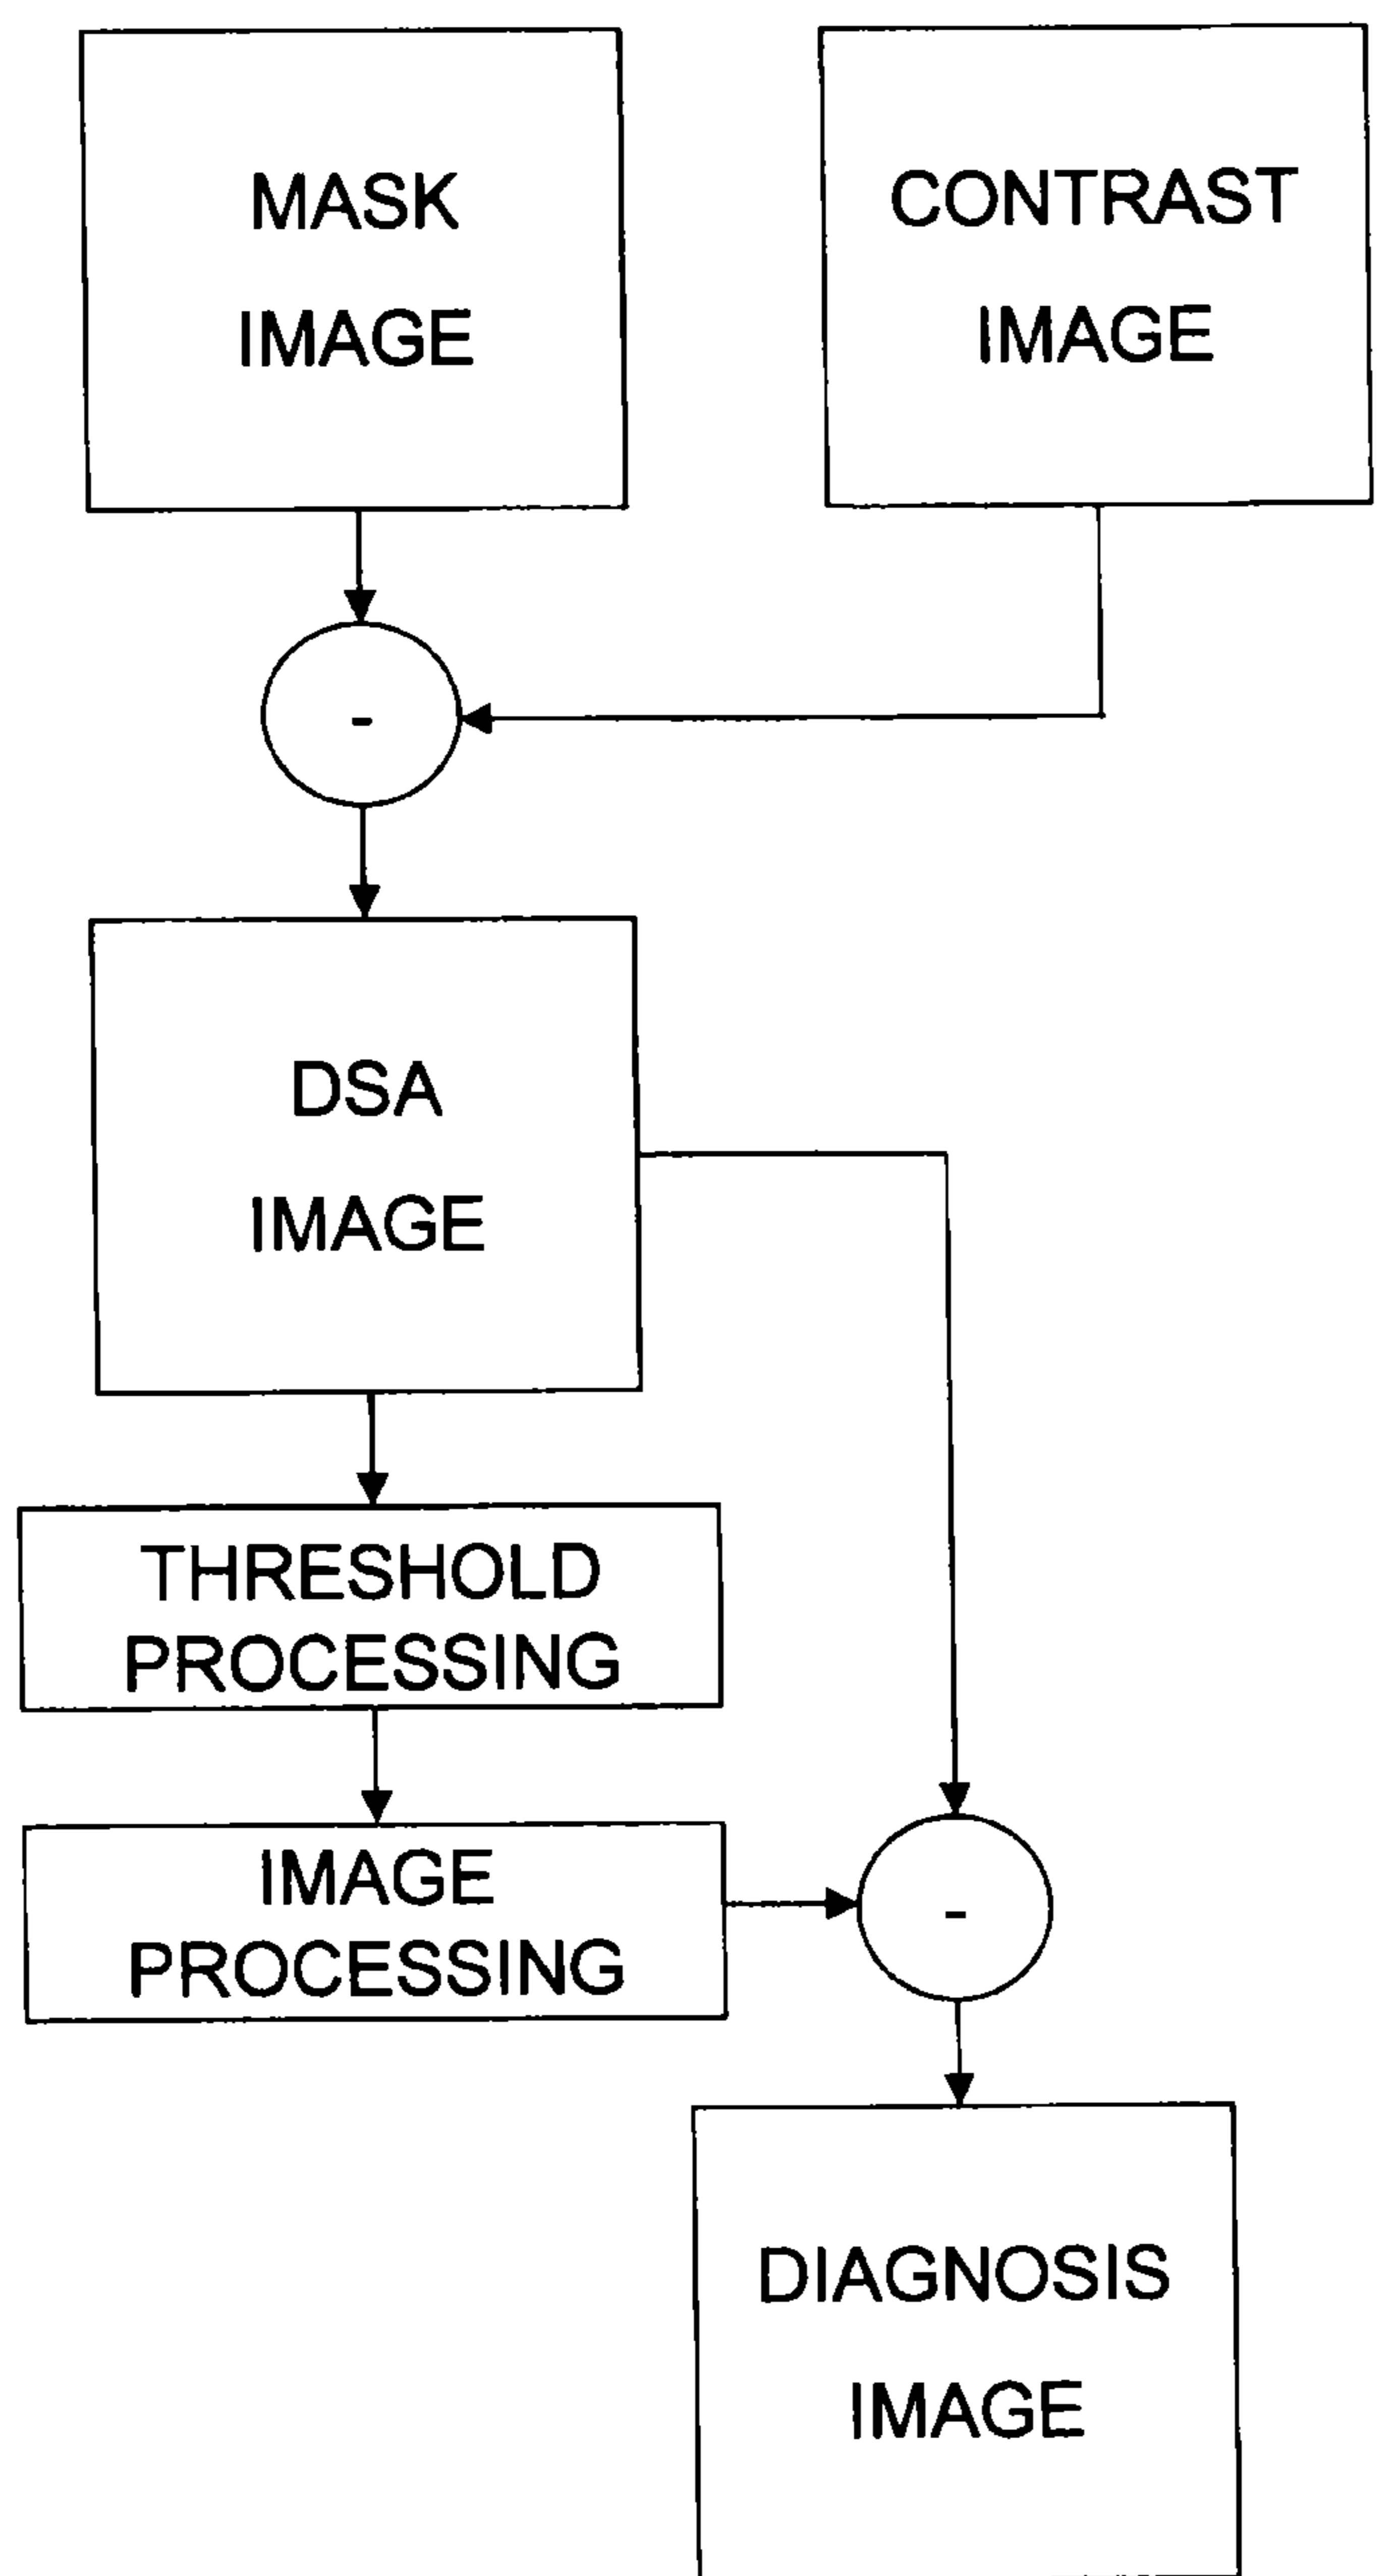 MASK
IMAGE
CONTRAST
IMAGE
-
DSA
IMAGE
THRESHOLD
PROCESSING
IMAGE
PROCESSING
-
DIAGNOSIS
IMAGE